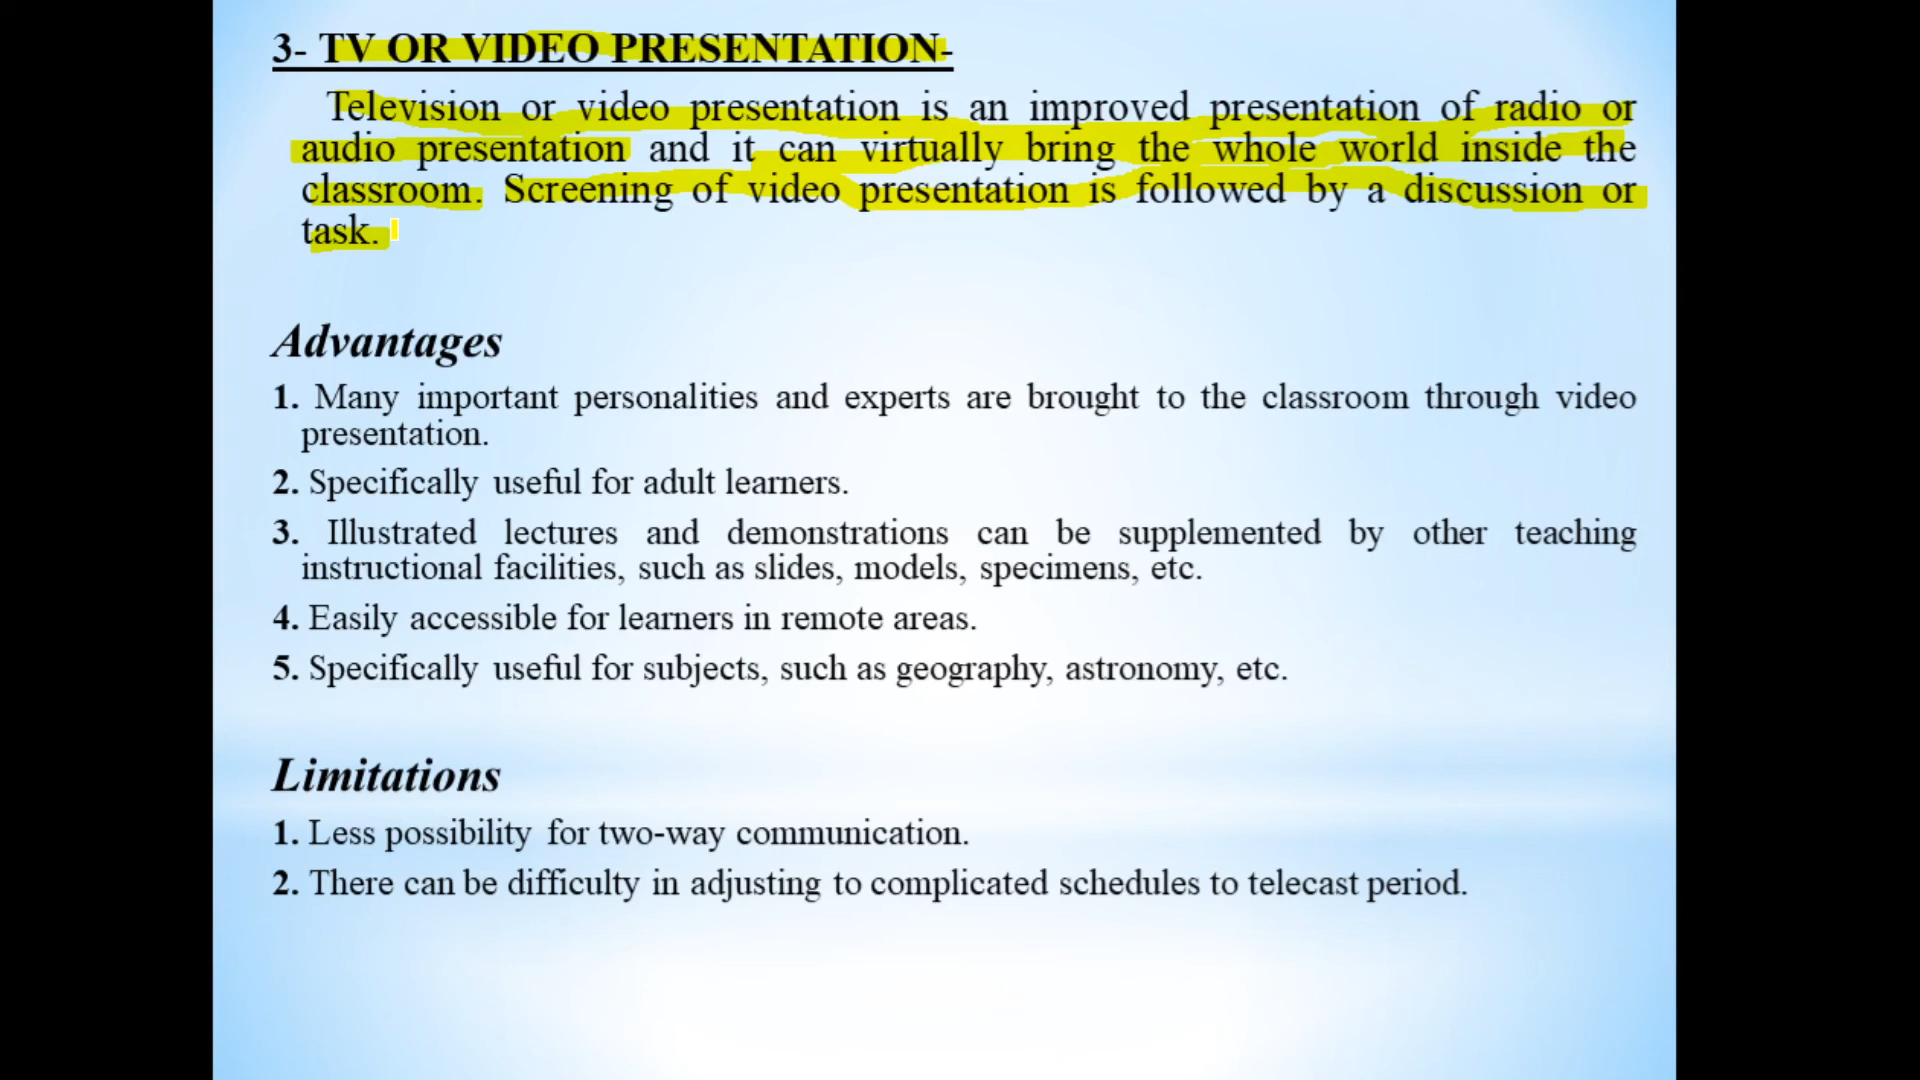 3- TV OR VIDEO PRESENTATION-
Television or video presentation is an improved presentation of radio or
audio presentation and it can virtually bring the whole world inside the
classroom. Screening of video presentation is followed by a discussion or
task.
Advantages
1. Many important personalities and experts are brought to the classroom through video
presentation.
2. Specifically useful for adult learners.
3. Illustrated lectures and demonstrations can be supplemented by other teaching
instructional facilities, such as slides, models, specimens, etc.
4. Easily accessible for learners in remote areas.
5. Specifically useful for subjects, such as geography, astronomy, etc.
Limitations
1. Less possibility for two-way communication.
2. There can be difficulty in adjusting to complicated schedules to telecast period.